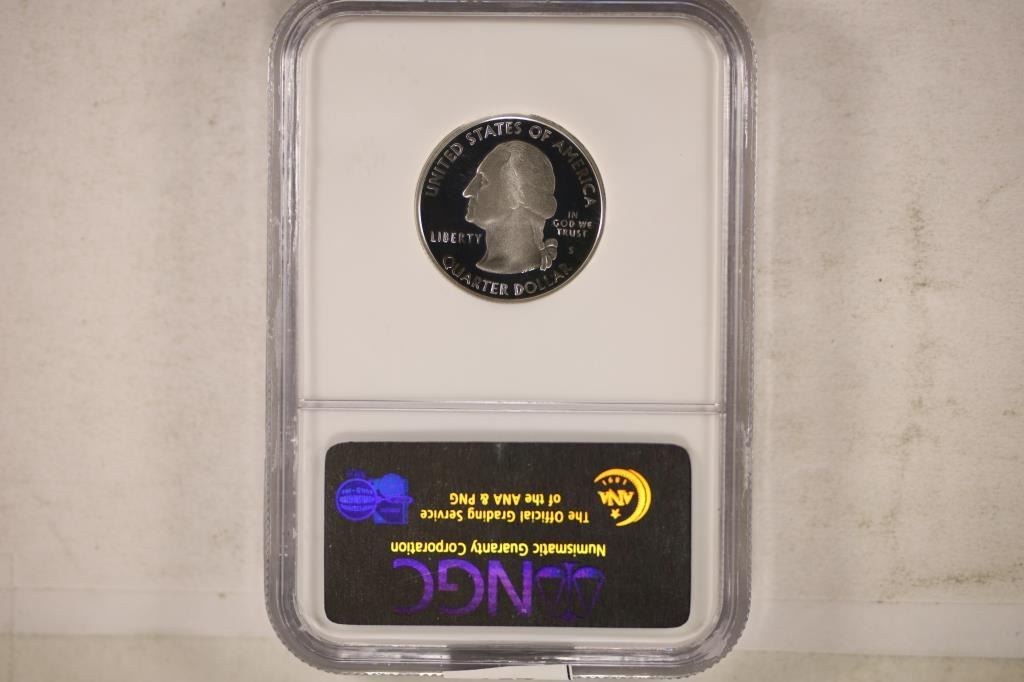 UNITED STATES OF AMERICA
LIBERTY
IN
GOD WE
TRUST
S
QUARTER DOLLAR
NGC
Numismatic Guaranty Corporation
The Official Grading Service
of the ANA & PNG
ANA
1891